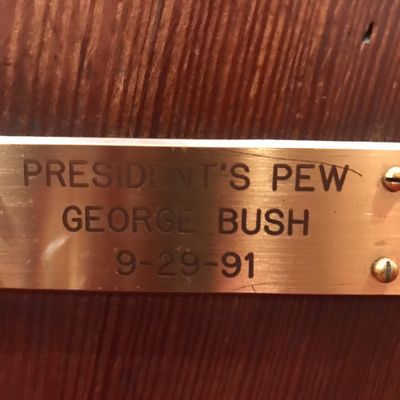 PRESIDENT'S PEW
GEORGE BUSH
9-29-91